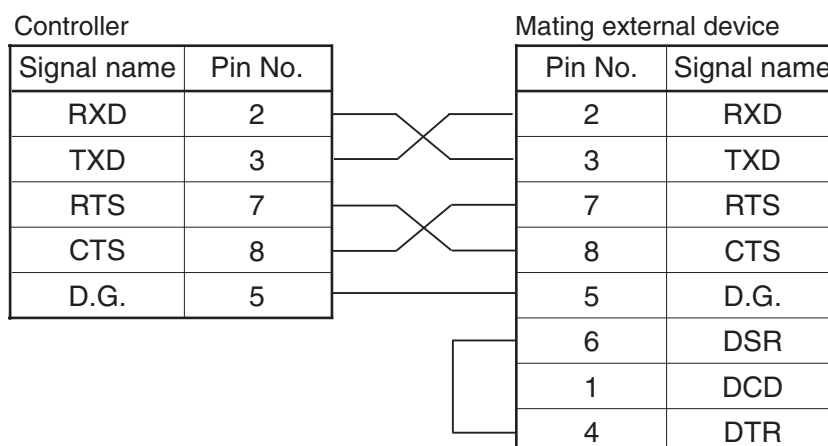 Controller
Mating external device
Signal name Pin No. Pin No. Signal name
RXD 2 2 RXD
TXD 3 3 TXD
RTS 7 7 RTS
CTS 8 8 CTS
D.G. 5 5 D.G.
6 DSR
1 DCD
4 DTR